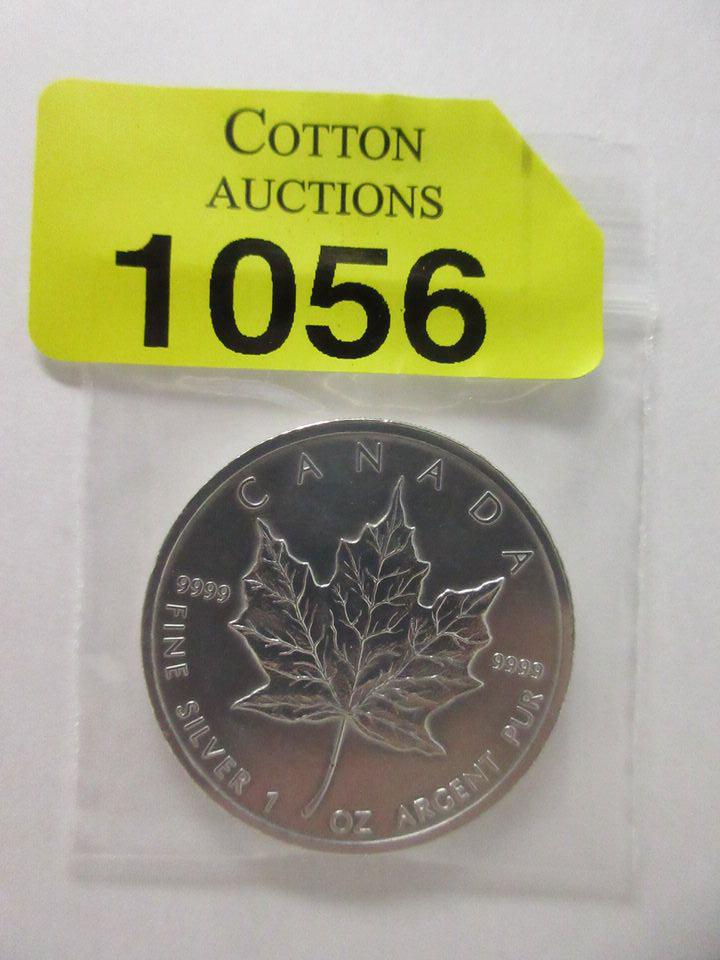 COTTON
AUCTIONS
1056
CANADA
9999
9999
FINE SILVER 1 OZ ARGENT PUR